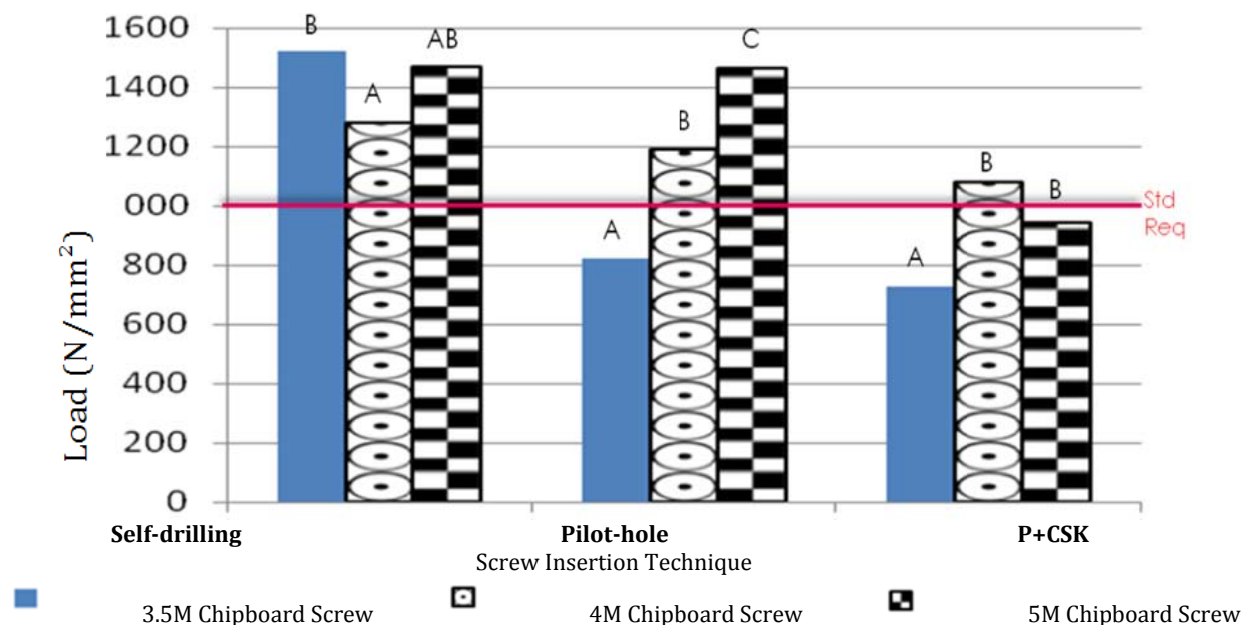 1600
1400
1200
000
800
600
400
200
0
Load (N/mm²)
B
A
AB
A
B
C
A
B
B
Std
Req
Self-drilling Pilot-hole P+CSK
Screw Insertion Technique
3.5M Chipboard Screw 4M Chipboard Screw 5M Chipboard Screw